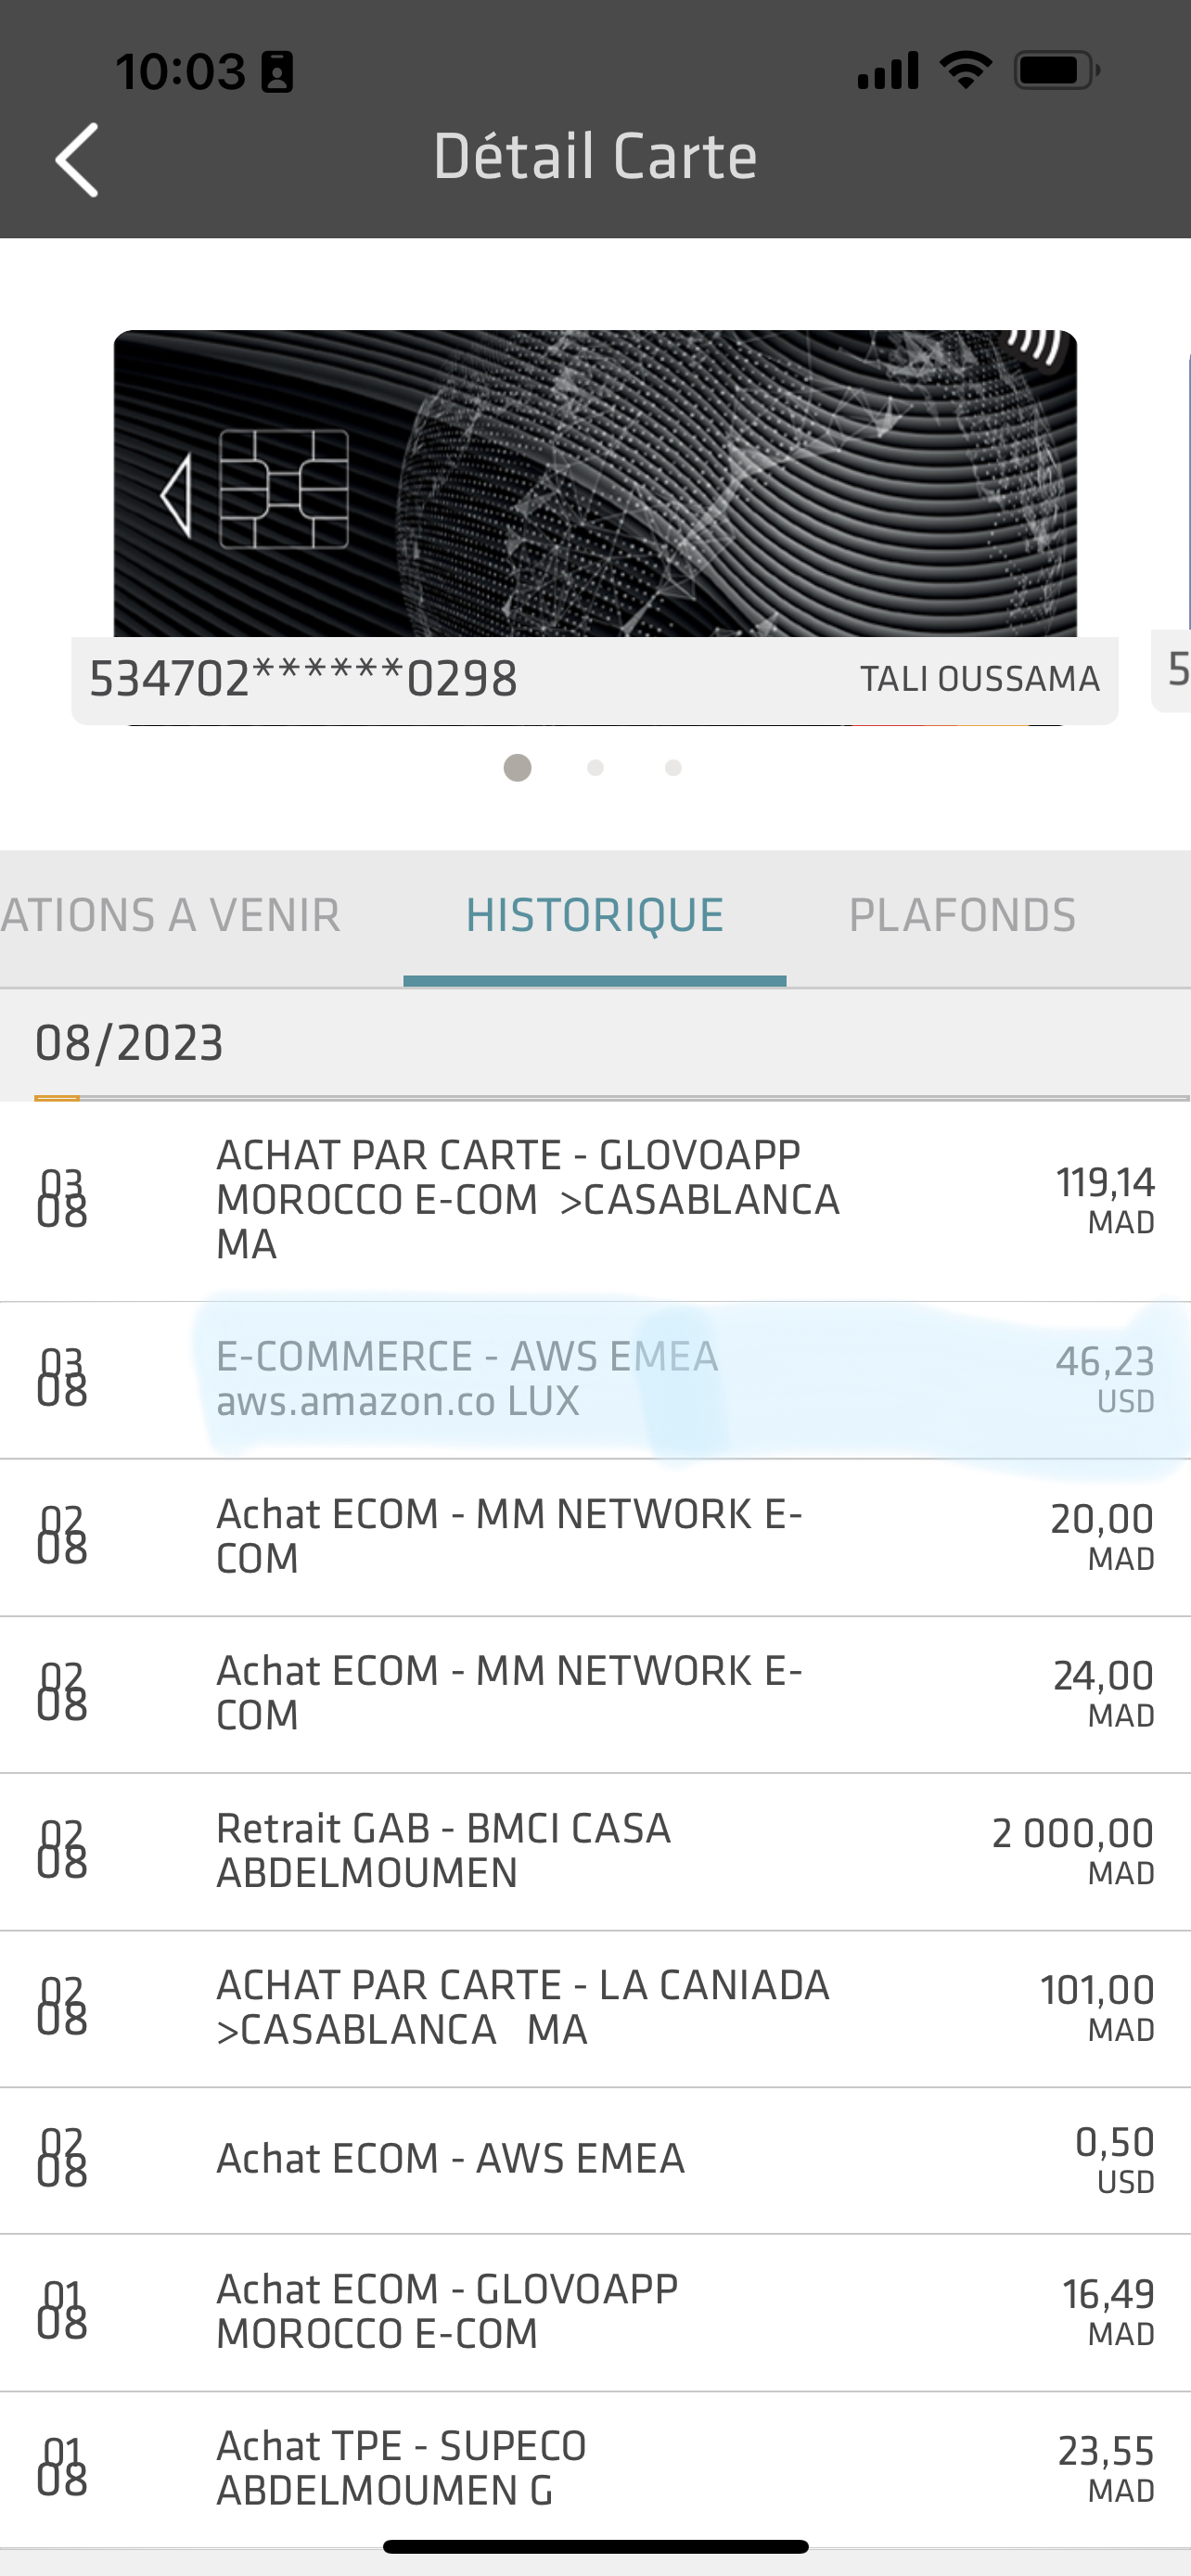 10:03
Détail Carte
534702******0298 TALI OUSSAMA
5
ATIONS A VENIR HISTORIQUE PLAFONDS
08/2023
03
08
ACHAT PAR CARTE - GLOVOAPP
MOROCCO E-COM >CASABLANCA
MA
119,14
MAD
03
08
E-COMMERCE - AWS EMEA
aws.amazon.co LUX
46,23
USD
02
08
Achat ECOM - MM NETWORK E-
COM
20,00
MAD
02
08
Achat ECOM - MM NETWORK E-
COM
24,00
MAD
02
08
Retrait GAB - BMCI CASA
ABDELMOUMEN
2 000,00
MAD
02
08
ACHAT PAR CARTE - LA CANIADA
>CASABLANCA MA
101,00
MAD
02
08
Achat ECOM - AWS EMEA
0,50
USD
01
08
Achat ECOM - GLOVOAPP
MOROCCO E-COM
16,49
MAD
01
08
Achat TPE - SUPECO
ABDELMOUMEN G
23,55
MAD